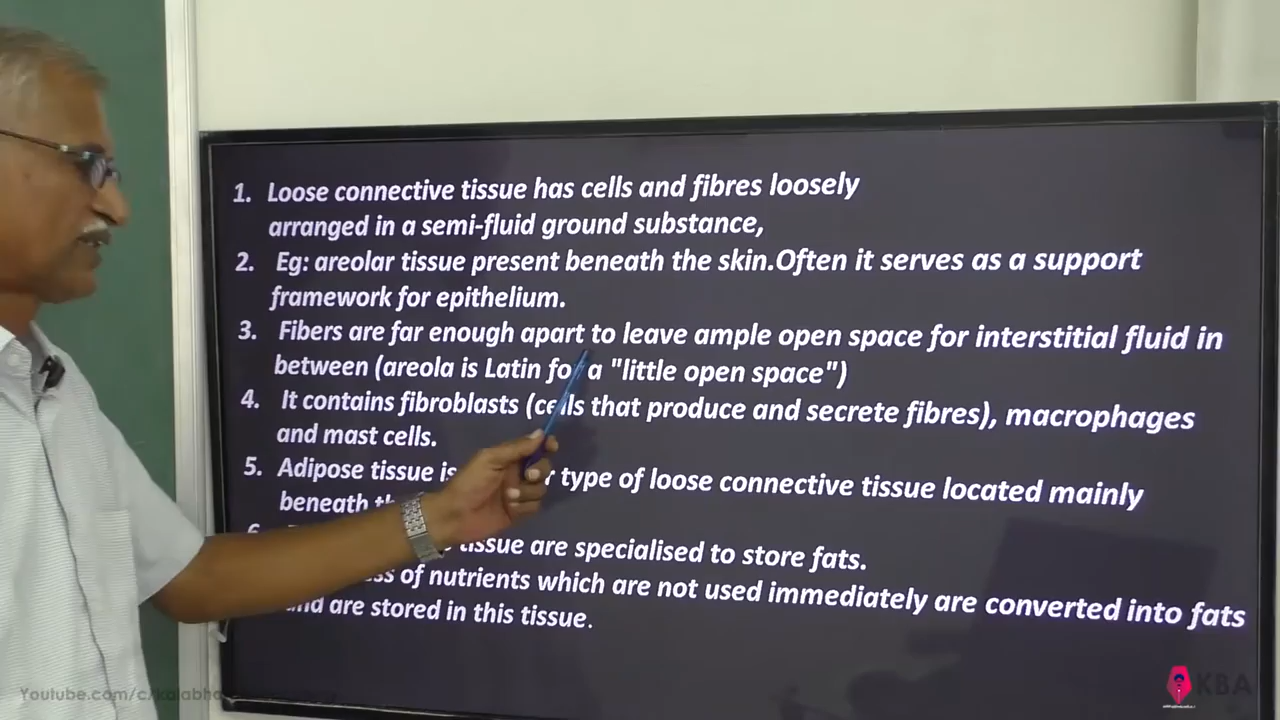 1. Loose connective tissue has cells and fibres loosely
arranged in a semi-fluid ground substance,
2. Eg: areolar tissue present beneath the skin.Often it serves as a support
framework for epithelium.
3. Fibers are far enough apart to leave ample open space for interstitial fluid in
between (areola is Latin for a "little open space")
4. It contains fibroblasts (cells that produce and secrete fibres), macrophages
and mast cells.
5. Adipose tissue is type of loose connective tissue located mainly
beneath
tissue are specialised to store fats.
of nutrients which are not used immediately are converted into fats
and are stored in this tissue.
KBA